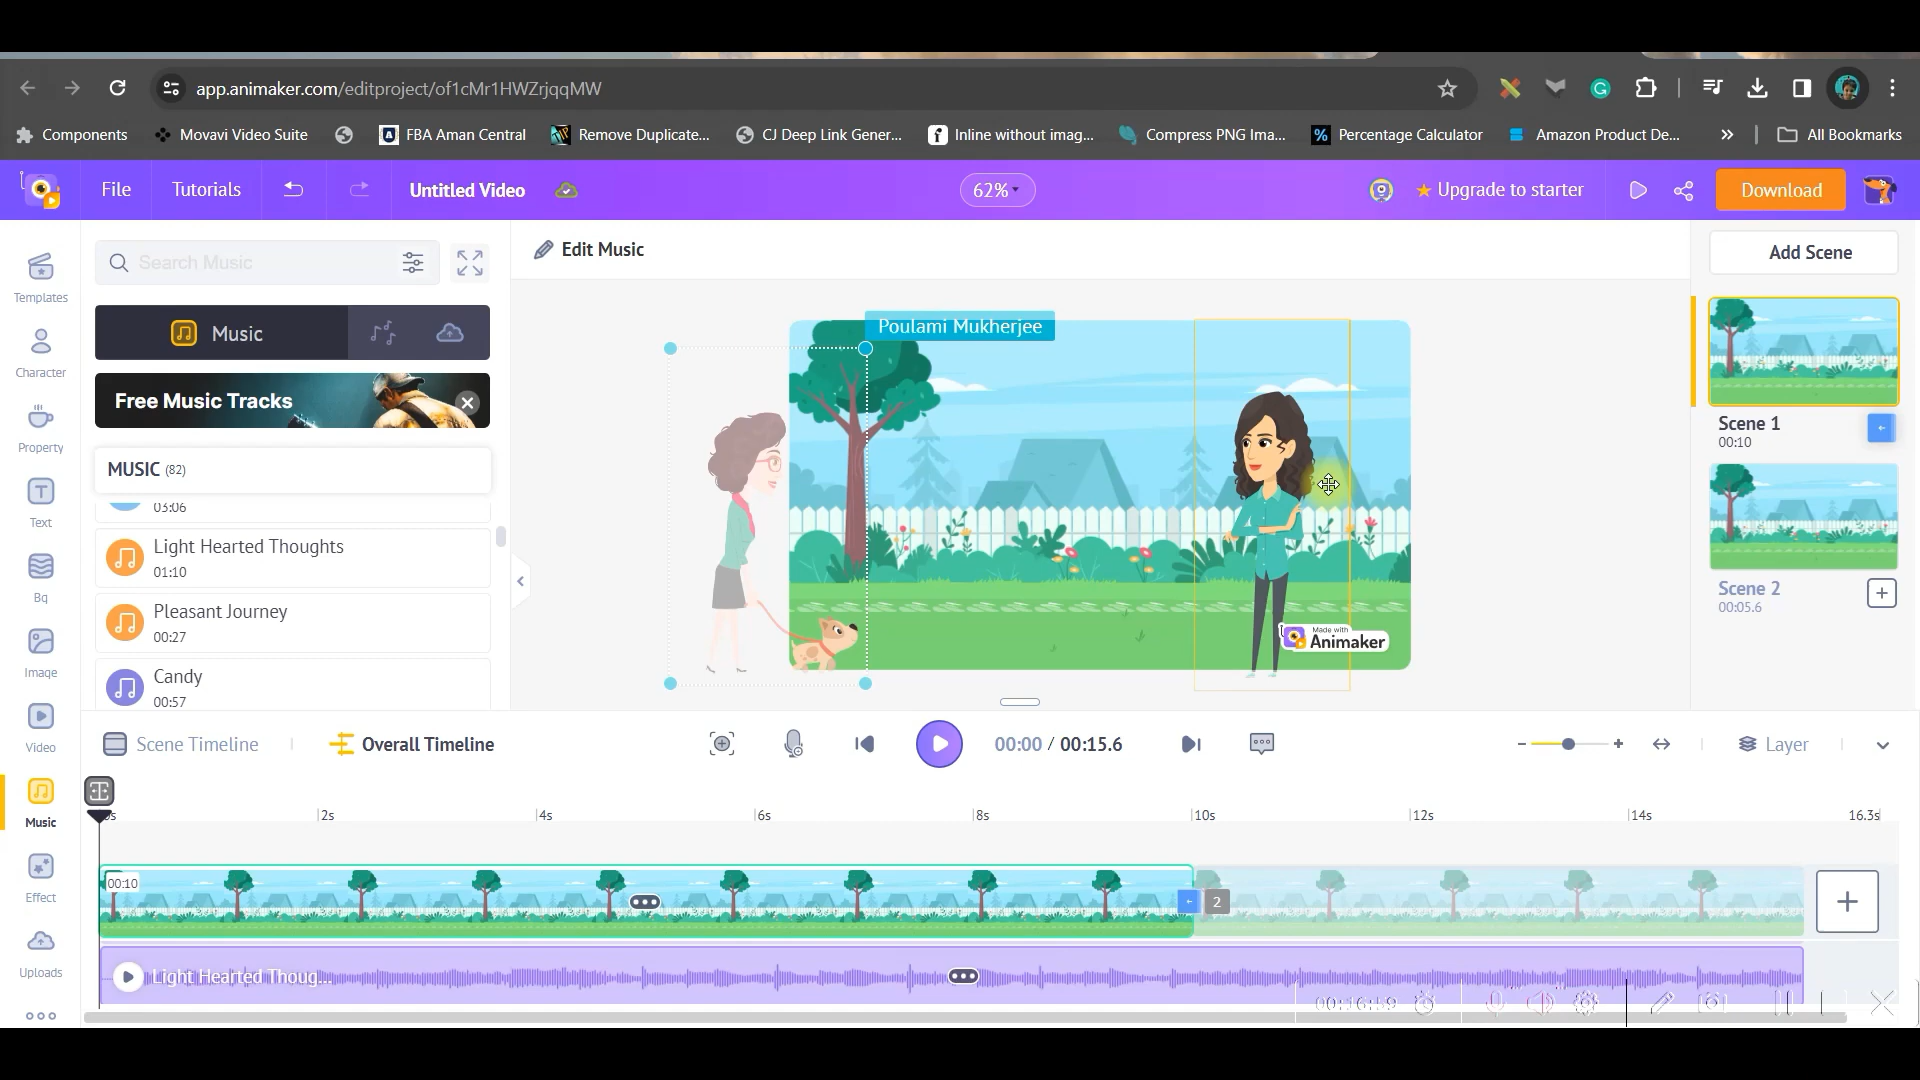 app.animaker.com/editproject/of1cMr1HWZrjqqMW
Components
Movavi Video Suite
FBA Aman Central
Remove Duplicate...
CJ Deep Link Gener...
Inline without imag...
Compress PNG Ima...
Percentage Calculator
Amazon Product De...
All Bookmarks
File
Tutorials
Untitled Video
62%
Upgrade to starter
Download
Templates
Character
Property
Text
Bg
Image
Video
Music
Effect
Uploads
Search Music
Music
Free Music Tracks
MUSIC (82)
03:06
Light Hearted Thoughts
01:10
Pleasant Journey
00:27
Candy
00:57
Edit Music
Poulami Mukherjee
Made with
Animaker
Add Scene
Scene 1
00:10
Scene 2
00:05.6
Scene Timeline
Overall Timeline
00:00 / 00:15.6
Layer
2s
4s
6s
8s
10s
12s
14s
16.3s
00:10
2
Light Hearted Thoug...
00:16:59